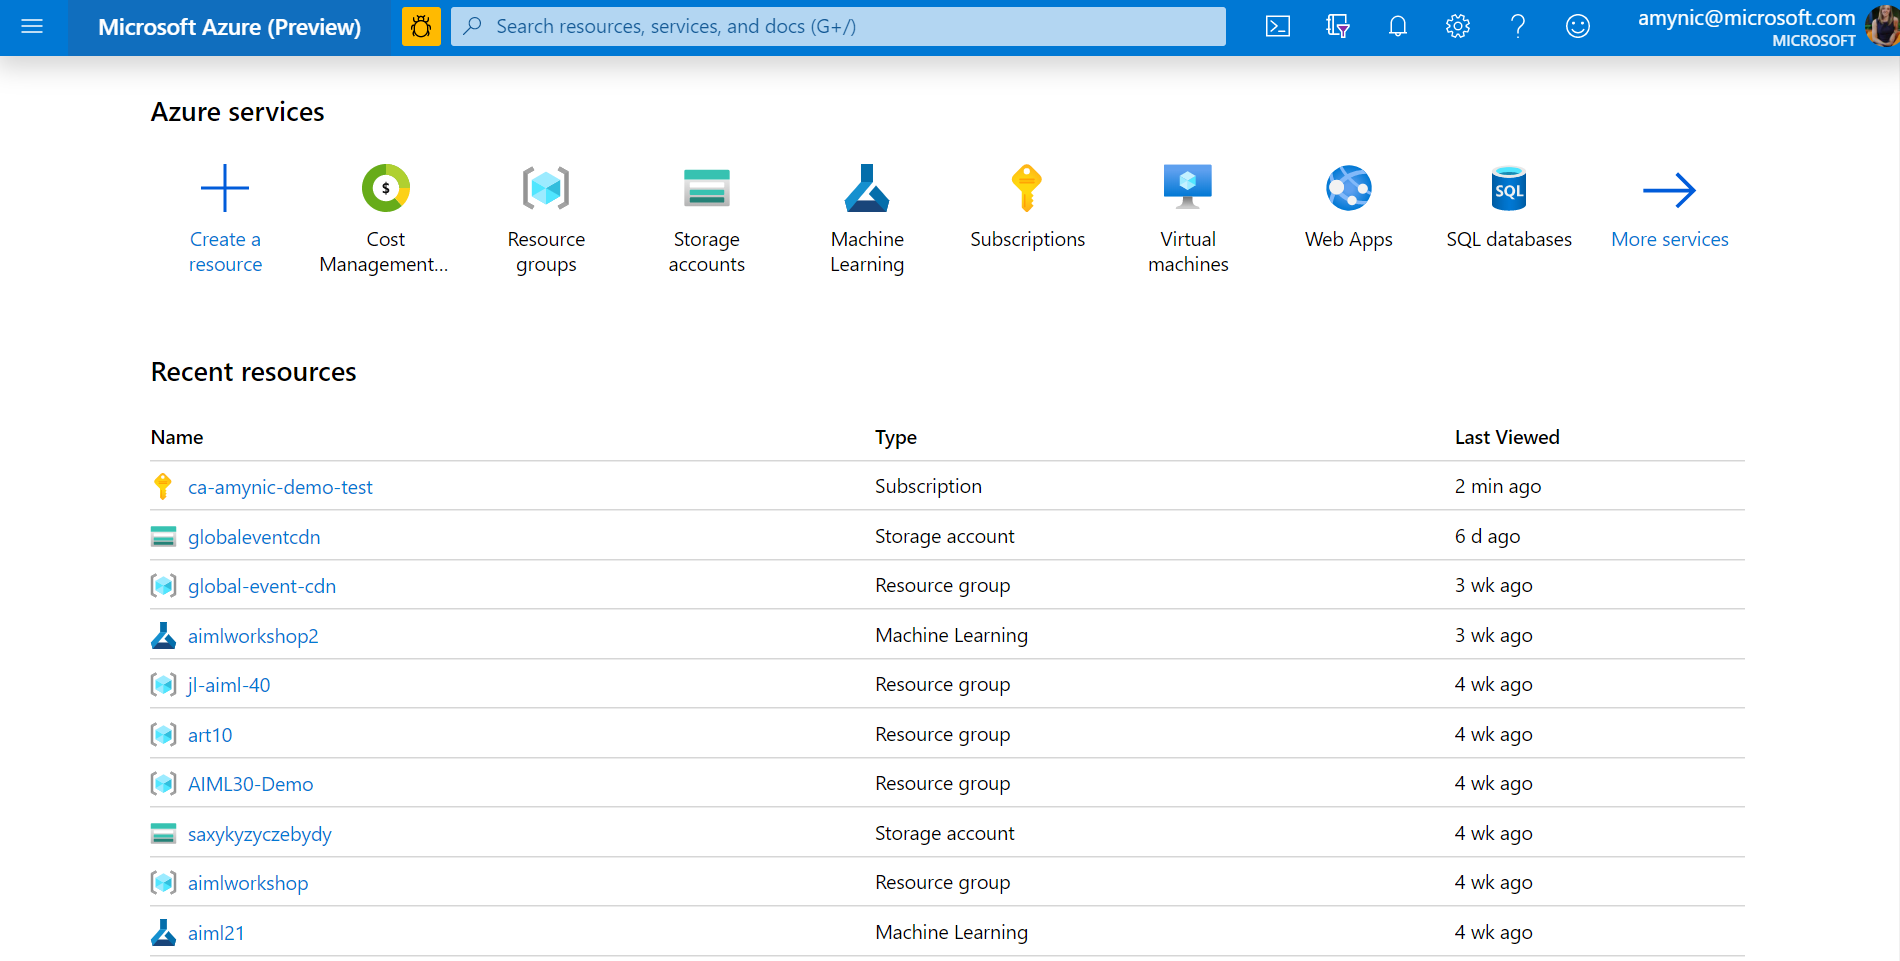 Microsoft Azure (Preview)
Search resources, services, and docs (G+/)
amynic@microsoft.com
MICROSOFT
Azure services
$
SQL
Create a
resource
Cost
Management...
Resource
groups
Storage
accounts
Machine
Learning
Subscriptions
Virtual
machines
Web Apps
SQL databases
More services
Recent resources
Name Type Last Viewed
ca-amynic-demo-test Subscription 2 min ago
globaleventcdn Storage account 6 d ago
global-event-cdn Resource group 3 wk ago
aimlworkshop2 Machine Learning 3 wk ago
jl-aiml-40 Resource group 4 wk ago
art10 Resource group 4 wk ago
AIML30-Demo Resource group 4 wk ago
saxykyzyczebydy Storage account 4 wk ago
aimlworkshop Resource group 4 wk ago
aiml21 Machine Learning 4 wk ago